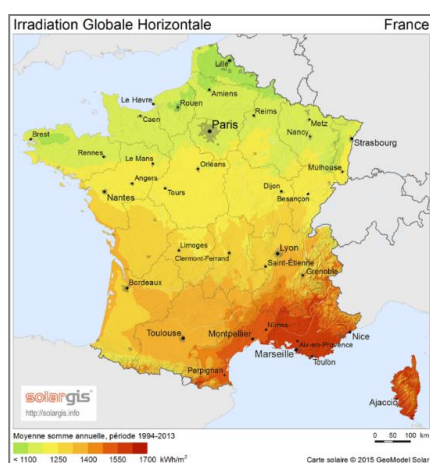 Irradiation Globale Horizontale France
Lille
Amiens
Le Havre
Rouen
Caen
Reims
Metz
Paris
Nancy
Strasbourg
Brest
Rennes
Le Mans
Orléans
Mulhouse
Angers
Tours
Nantes
Dijon
Besançon
Limoges
Clermont-Ferrand
Lyon
Saint-Étienne
Grenoble
Bordeaux
Toulouse
Montpellier
Nîmes
Nice
Aix-en-Provence
Marseille
Toulon
Perpignan
Ajaccio
solargis
http://solargis.info
Moyenne somme annuelle, période 1994-2013
0 50 100 km
< 1100 1250 1400 1550 1700 kWh/m²
Carte solaire © 2015 GeoModel Solar